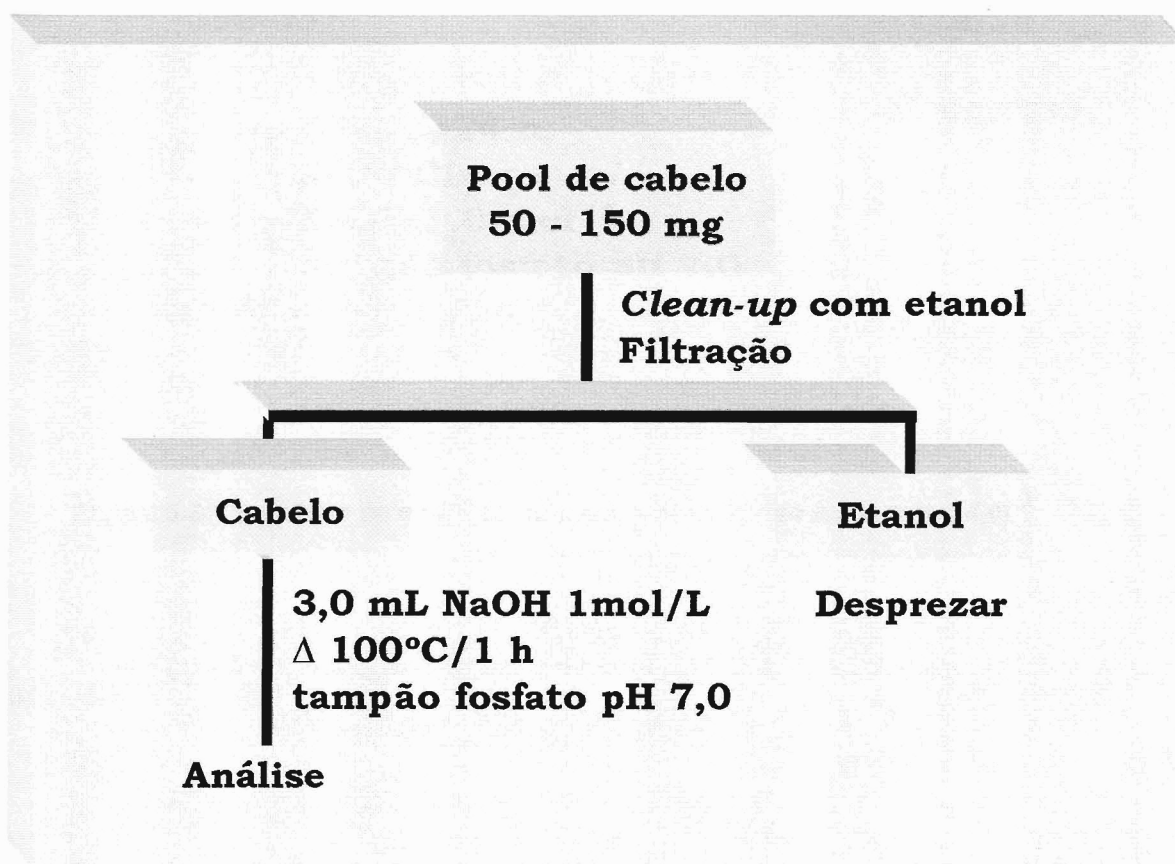 Pool de cabelo
50 - 150 mg
Clean-up com etanol
Filtração
Cabelo
Etanol
3,0 mL NaOH 1mol/L
Δ 100ºC/1 h
tampão fosfato pH 7,0
Desprezar
Análise